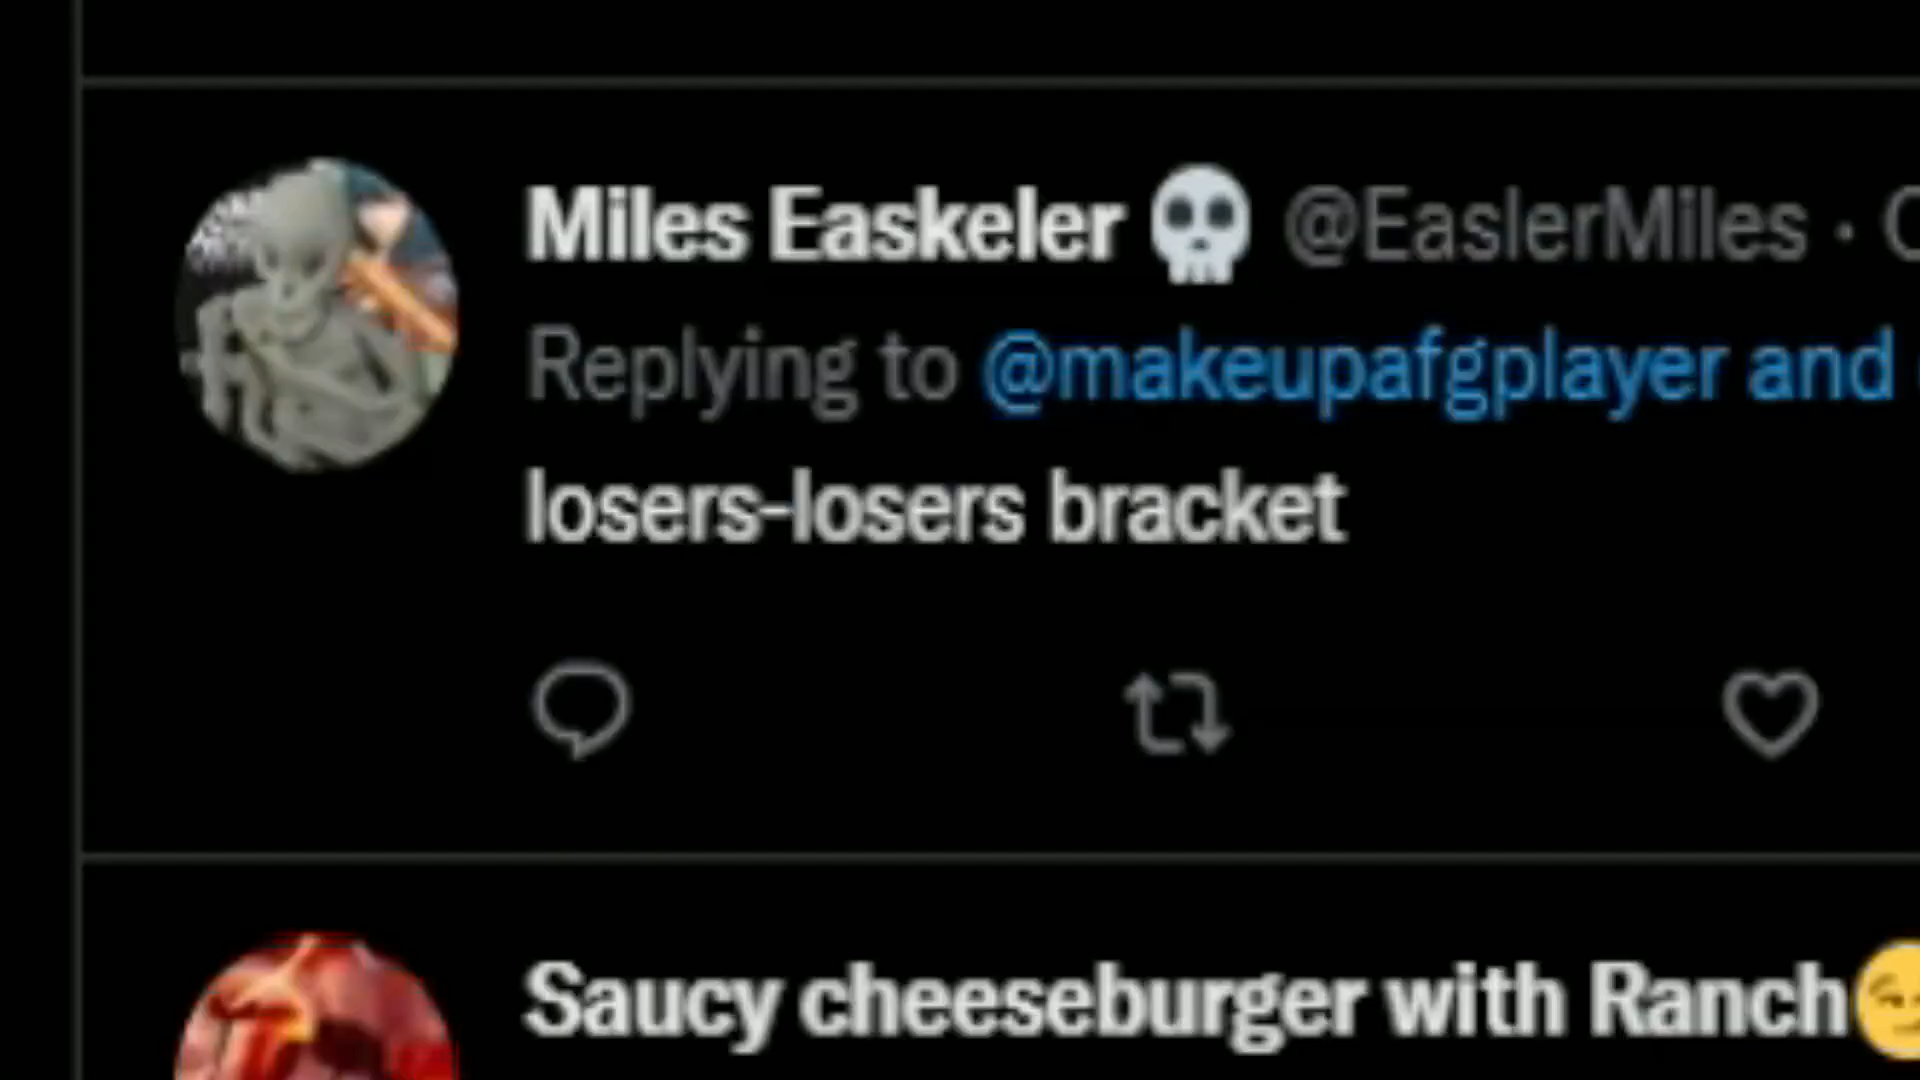 Miles Easkeler 💀 @EaslerMiles ·
Replying to @makeupafgplayer and
losers-losers bracket
Saucy cheeseburger with Ranch😏